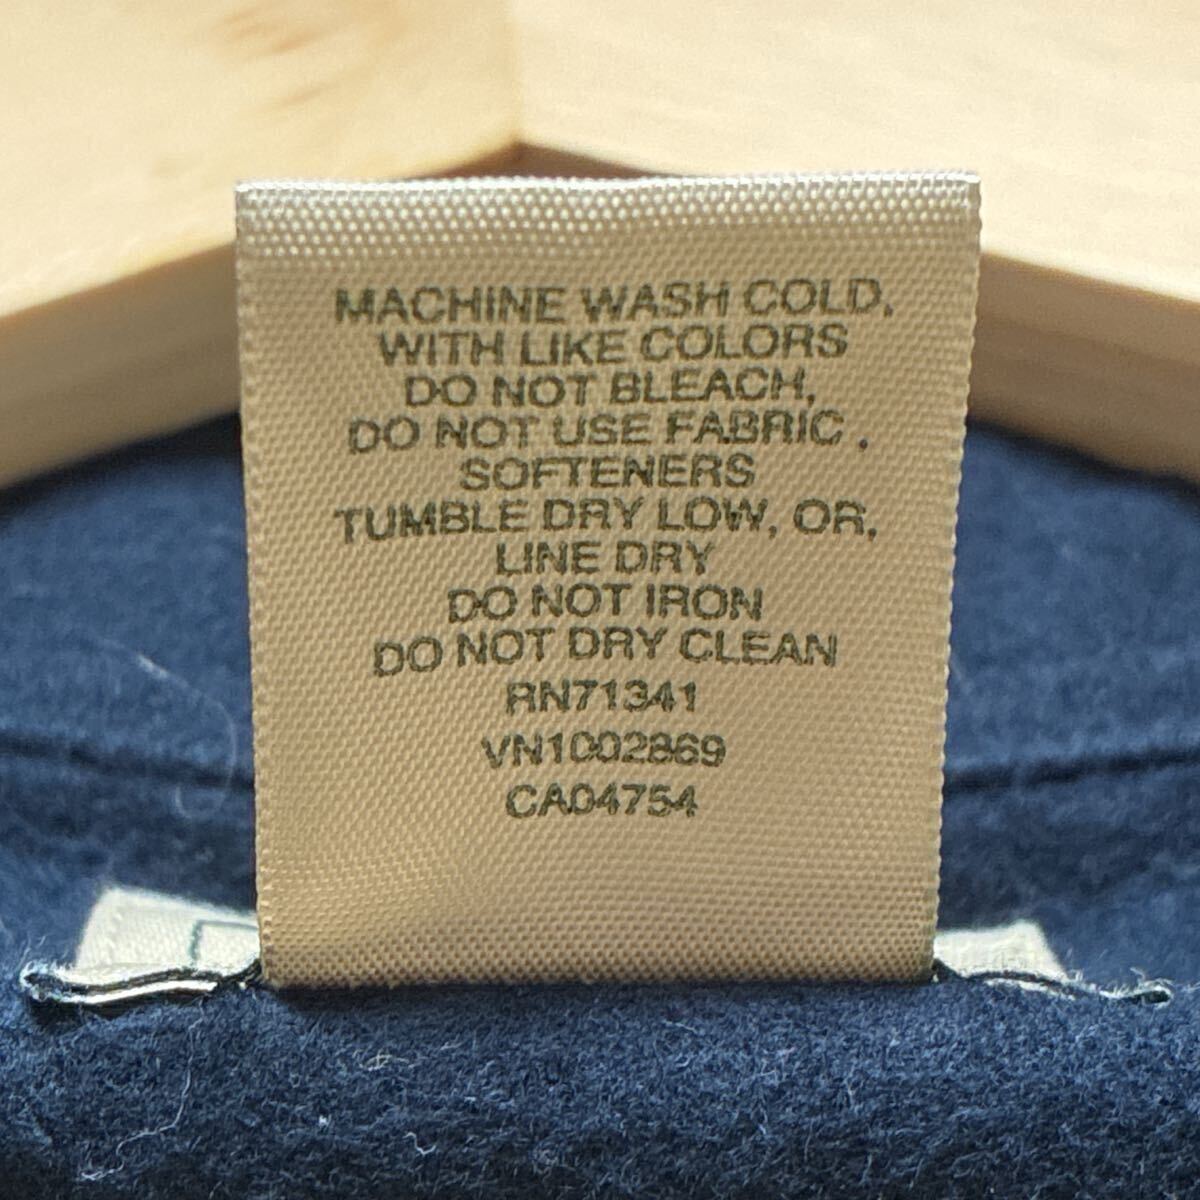 MACHINE WASH COLD,
WITH LIKE COLORS
DO NOT BLEACH,
DO NOT USE FABRIC ,
SOFTENERS
TUMBLE DRY LOW, OR,
LINE DRY
DO NOT IRON
DO NOT DRY CLEAN
RN71341
VN1002869
CA04754